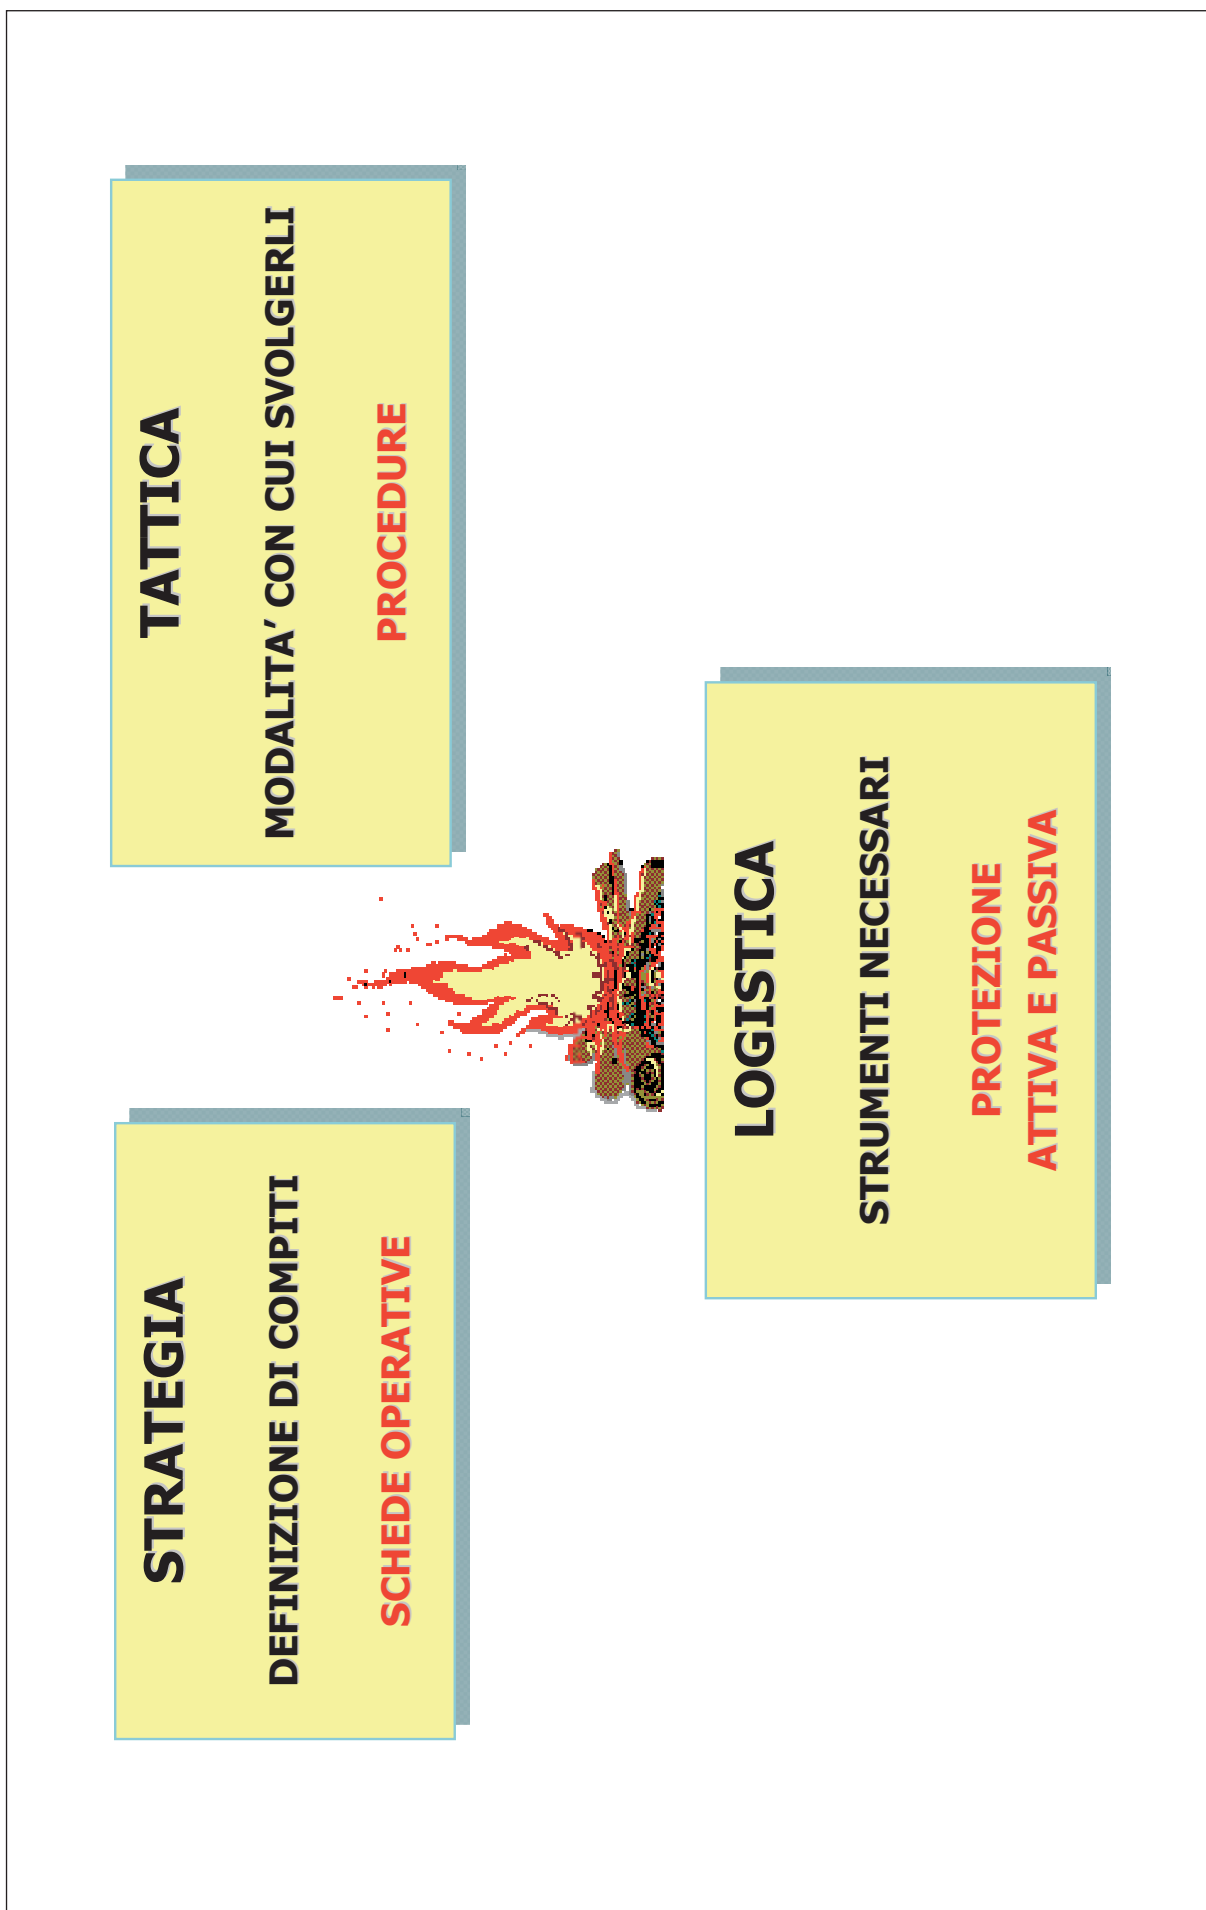 STRATEGIA
DEFINIZIONE DI COMPITI
SCHEDE OPERATIVE
TATTICA
MODALITA’ CON CUI SVOLGERLI
PROCEDURE
LOGISTICA
STRUMENTI NECESSARI
PROTEZIONE
ATTIVA E PASSIVA